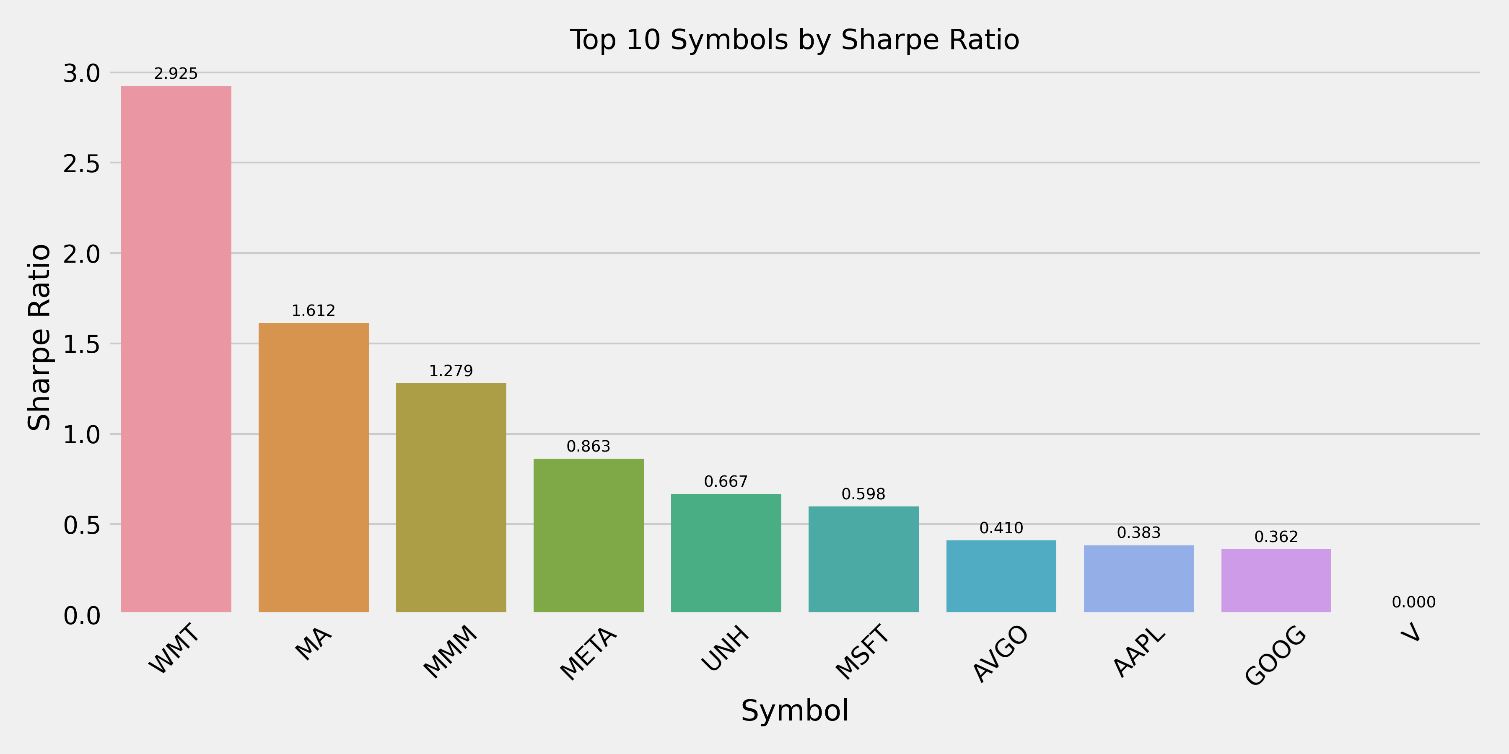 Top 10 Symbols by Sharpe Ratio
Sharpe Ratio
3.0
2.5
2.0
1.5
1.0
0.5
0.0
2.925
1.612
1.279
0.863
0.667
0.598
0.410
0.383
0.362
0.000
WMT
MA
MMM
META
UNH
MSFT
AVGO
AAPL
GOOG
V
Symbol